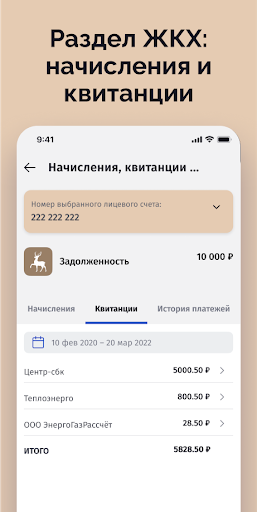 Раздел ЖКХ:
начисления и
квитанции
9:41
Начисления, квитанции ...
Номер выбранного лицевого счета:
222 222 222
Задолженность 10 000 ₽
Начисления Квитанции История платежей
10 фев 2020 – 20 мар 2022
Центр-сбк 5000.50 ₽
Теплоэнерго 800.50 ₽
ООО ЭнергоГазРассчёт 28.50 ₽
ИТОГО 5828.50 ₽